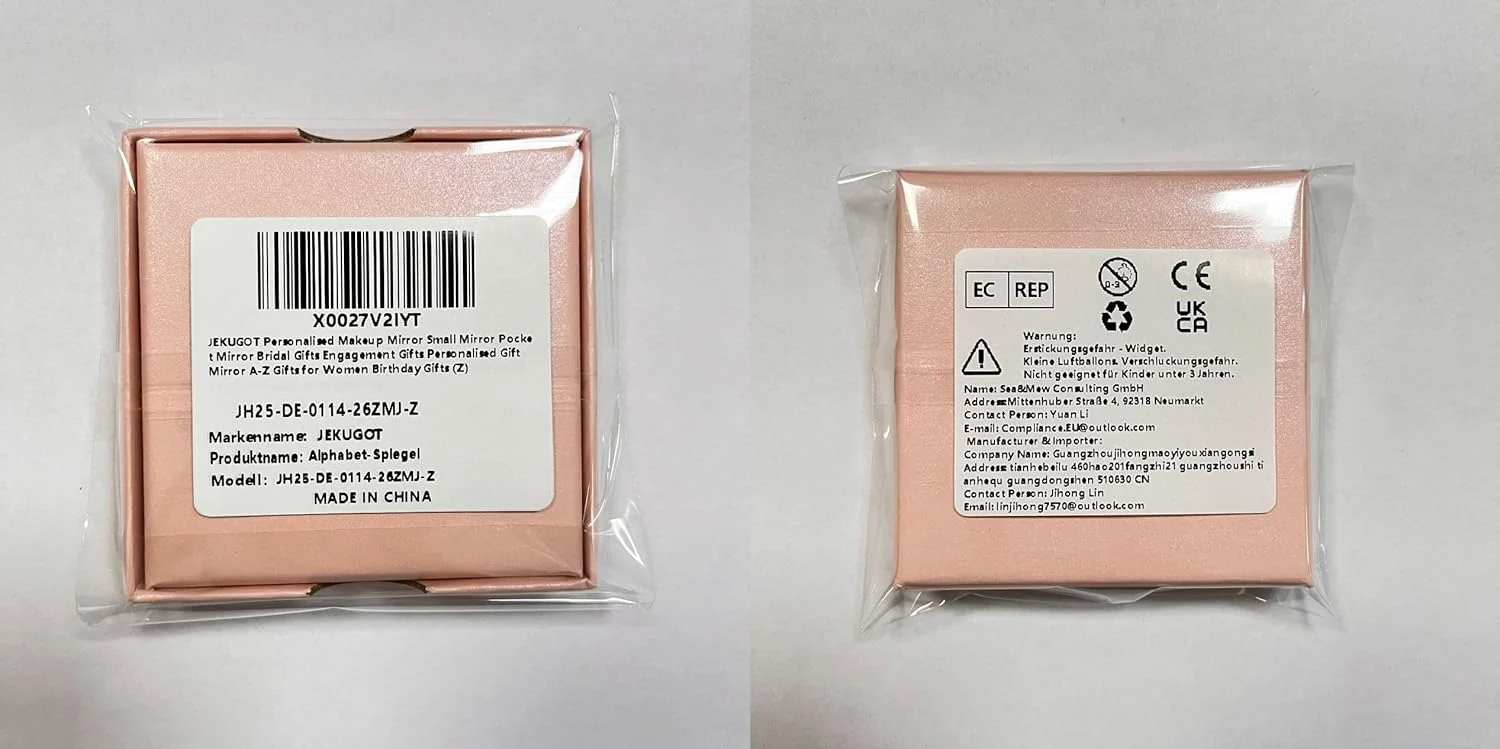 X0027V2IYT
JEKUGOT Personalised Makeup Mirror Small Mirror Pocke
t Mirror Bridal Gifts Engagement Gifts Personalised Gift
Mirror A-Z Gifts for Women Birthday Gifts (Z)
JH25-DE-0114-26ZMJ-Z
Markenname: JEKUGOT
Produktname: Alphabet-Spiegel
Modell: JH25-DE-0114-26ZMJ-Z
MADE IN CHINA
EC REP
0-3
CE
UK
CA
Warnung:
Erstickungsgefahr - Widget.
Kleine Luftballons. Verschluckungsgefahr.
Nicht geeignet für Kinder unter 3 Jahren.
Name: Sea&Mew Consulting GmbH
Address:Mittenhuber Straße 4, 92318 Neumarkt
Contact Person: Yuan Li
E-mail: Compliance.EU@outlook.com
Manufacturer & Importer:
Company Name: Guangzhoujihongmaoyiyouxiangongsi
Address: tianhebeilu 460hao201fangzhi21 guangzhoushi ti
anhequ guangdongshen 510630 CN
Contact Person: Jihong Lin
Email: linjihong7570@outlook.com